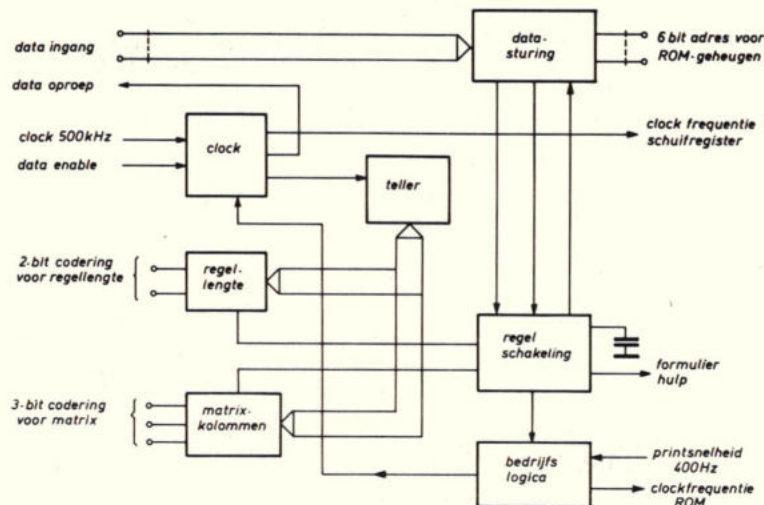 data ingang
data-
sturing
6 bit adres voor
ROM-geheugen
data oproep
clock 500kHz
data enable
clock
clock frequentie
schuifregister
teller
2-bit codering
voor regellengte
regel-
lengte
regel
schakeling
formulier
hulp
3-bit codering
voor matrix
matrix-
kolommen
bedrijfs
logica
printsnelheid
400Hz
clockfrequentie
ROM